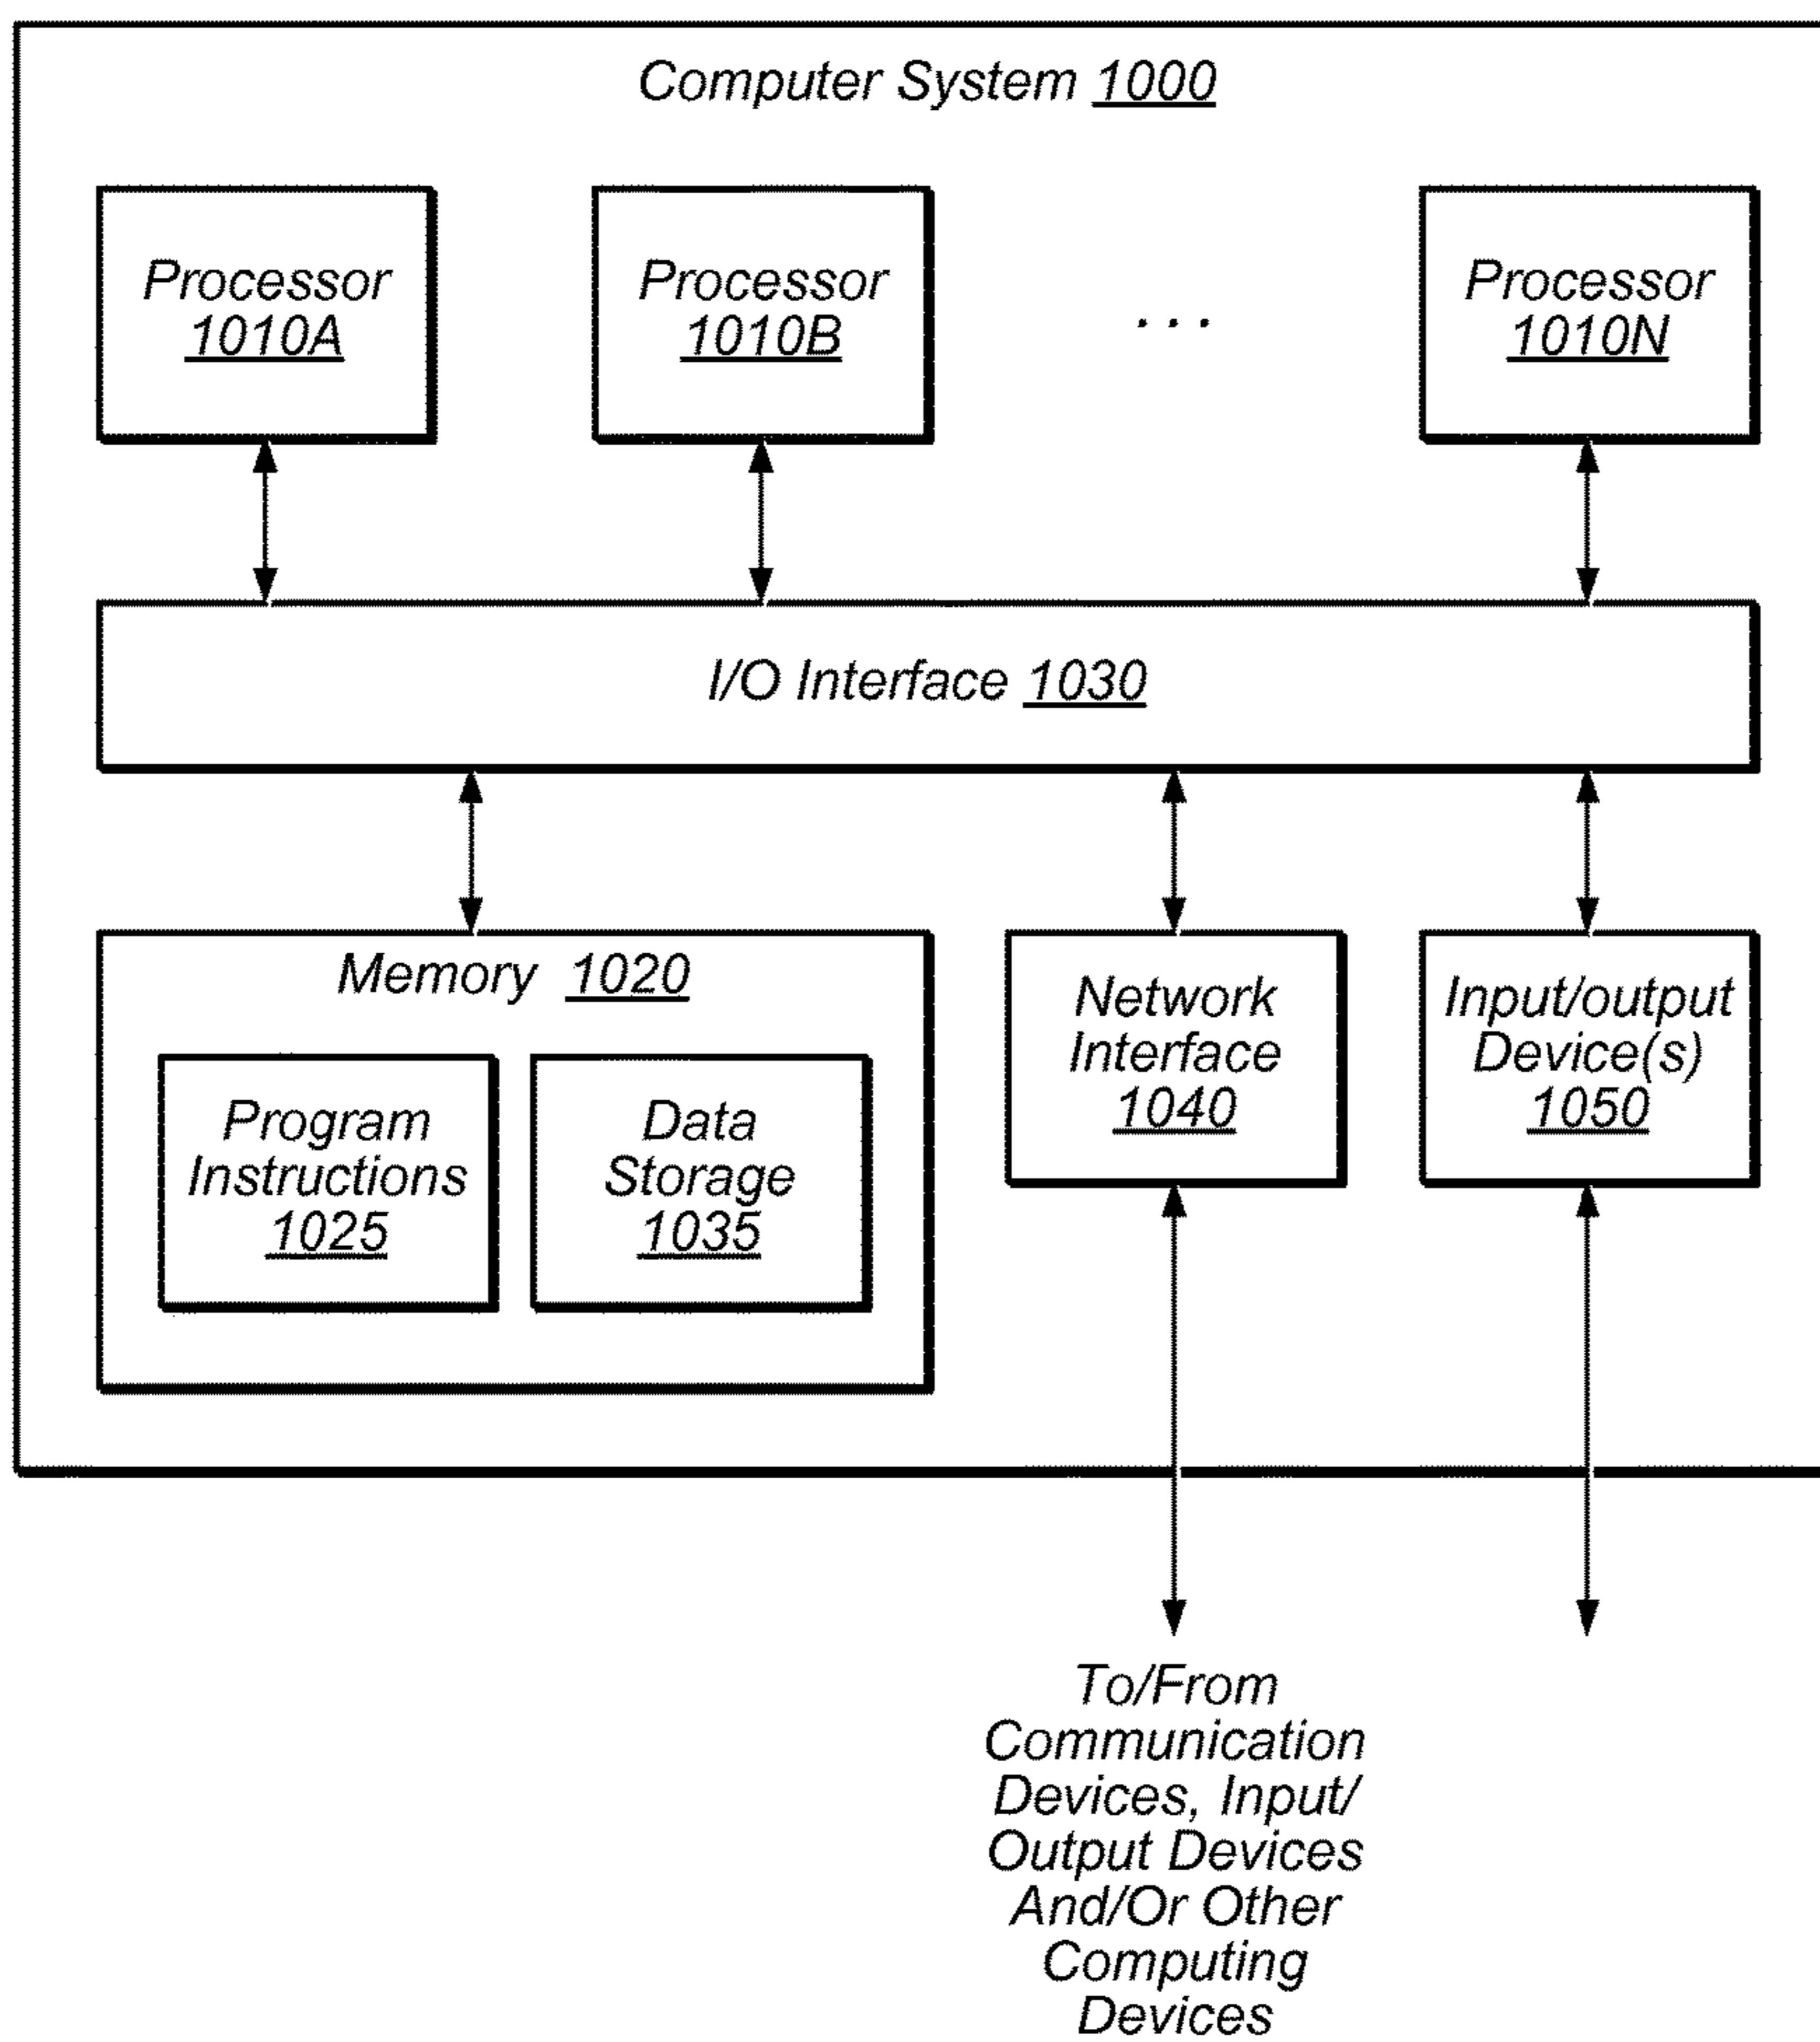 Computer System 1000
Processor
1010A
Processor
1010B
. . .
Processor
1010N
I/O Interface 1030
Memory 1020
Program
Instructions
1025
Data
Storage
1035
Network
Interface
1040
Input/output
Device(s)
1050
To/From
Communication
Devices, Input/
Output Devices
And/Or Other
Computing
Devices